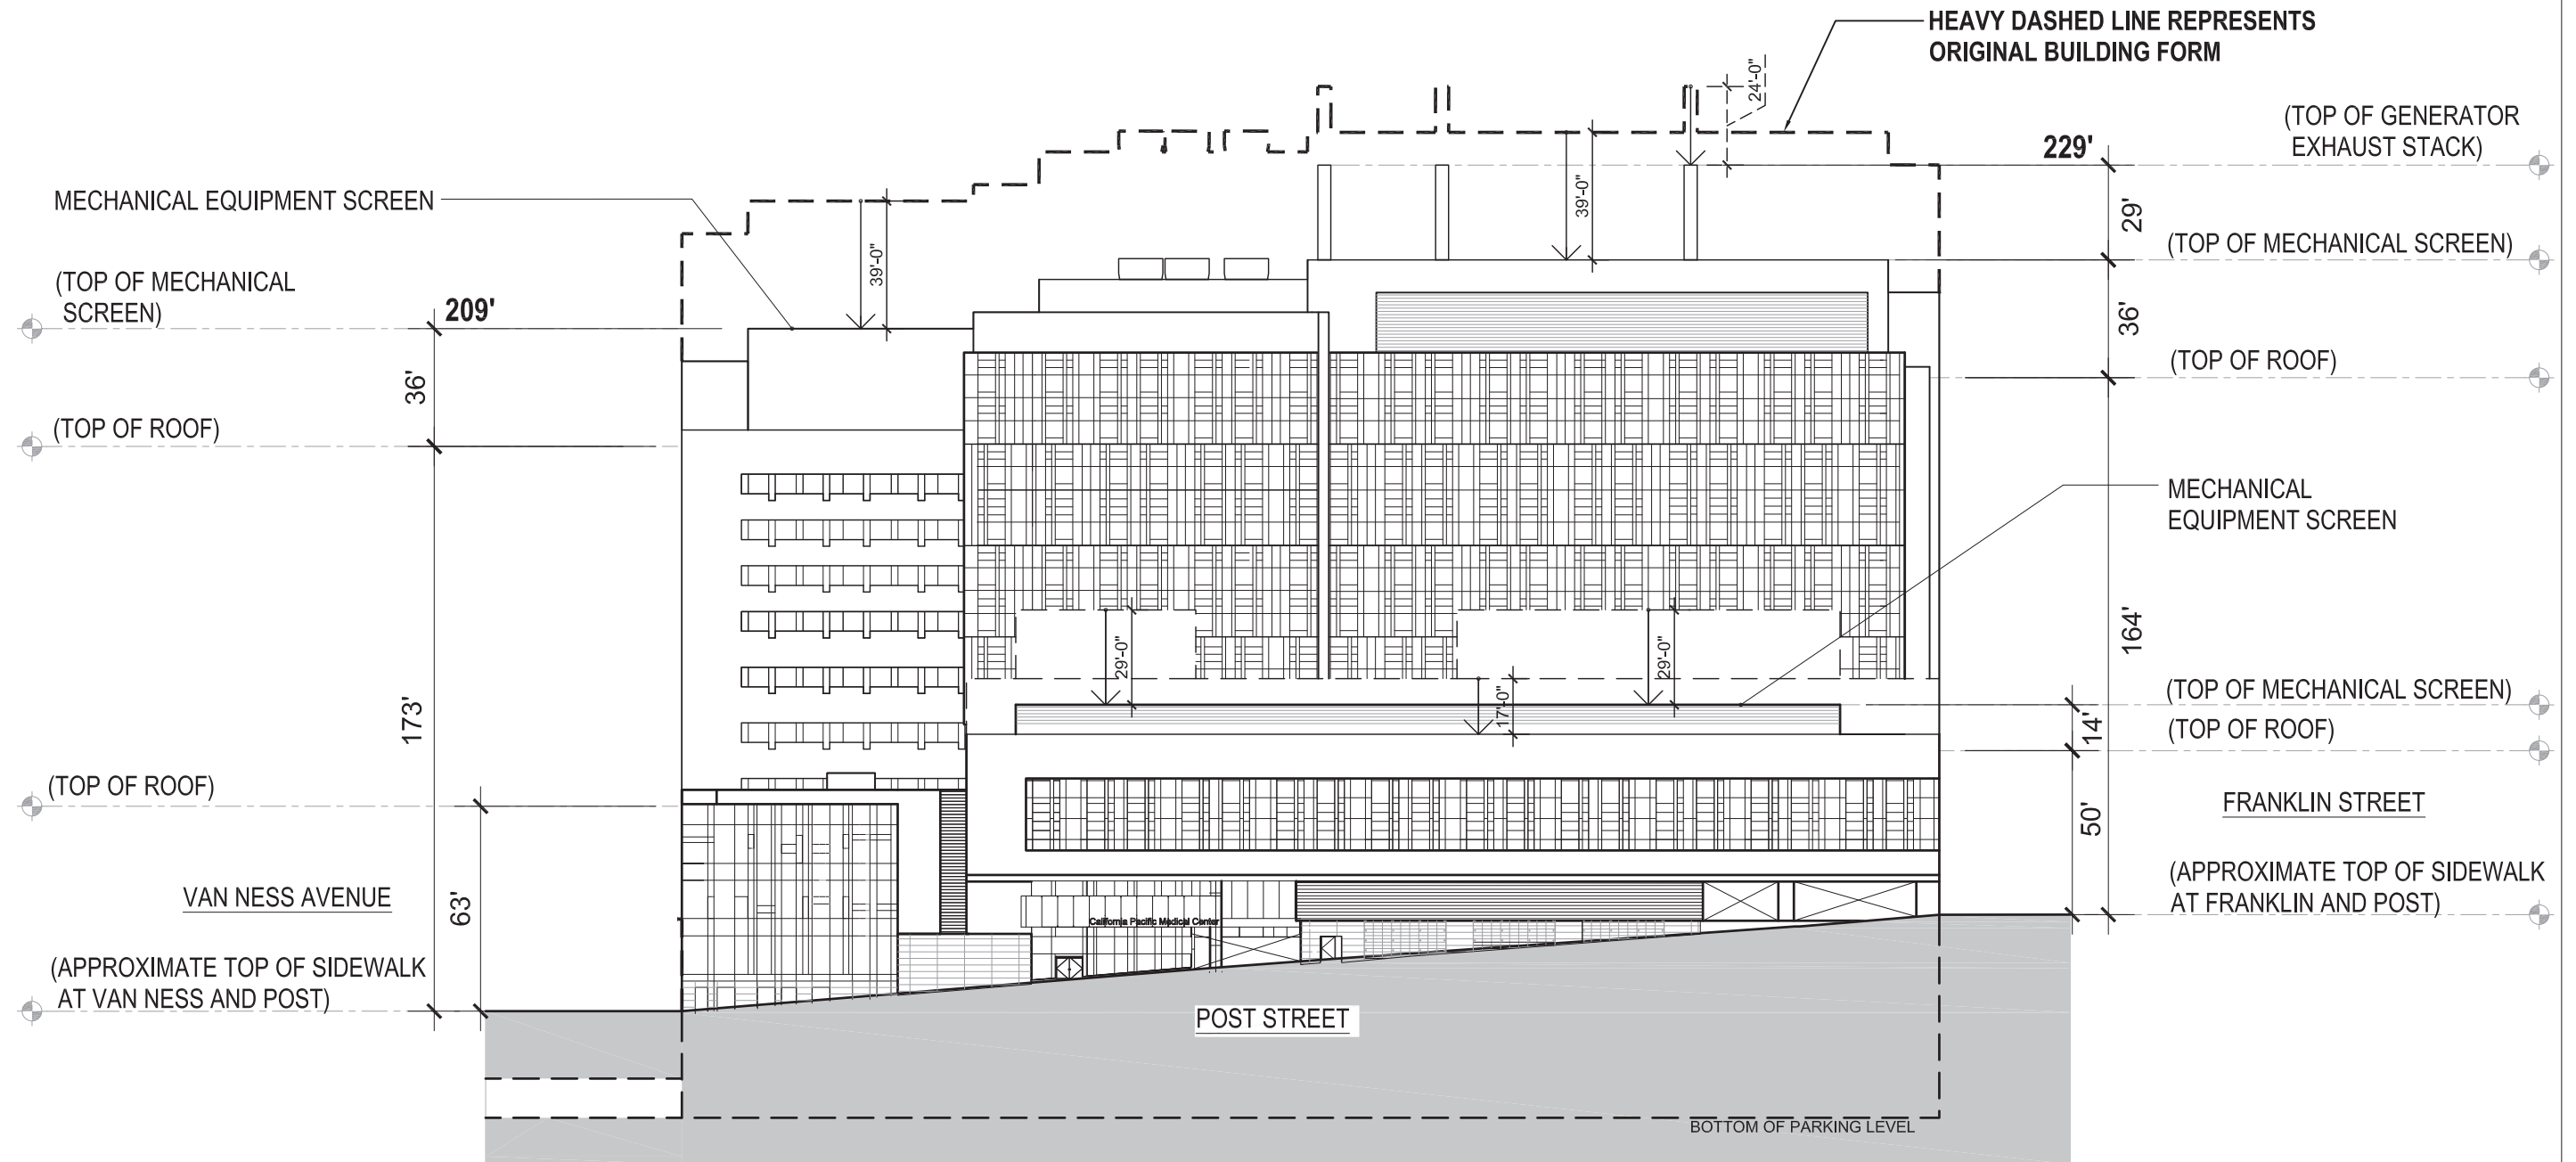 HEAVY DASHED LINE REPRESENTS
ORIGINAL BUILDING FORM
24'-0"
(TOP OF GENERATOR
EXHAUST STACK)
229'
MECHANICAL EQUIPMENT SCREEN
39'-0"
39'-0"
29'
(TOP OF MECHANICAL SCREEN)
(TOP OF MECHANICAL
SCREEN)
209'
36'
36'
(TOP OF ROOF)
(TOP OF ROOF)
MECHANICAL
EQUIPMENT SCREEN
164'
29'-0"
29'-0"
17'-0"
173'
(TOP OF MECHANICAL SCREEN)
14'
(TOP OF ROOF)
(TOP OF ROOF)
FRANKLIN STREET
50'
VAN NESS AVENUE
63'
(APPROXIMATE TOP OF SIDEWALK
AT FRANKLIN AND POST)
California Pacific Medical Center
(APPROXIMATE TOP OF SIDEWALK
AT VAN NESS AND POST)
POST STREET
BOTTOM OF PARKING LEVEL